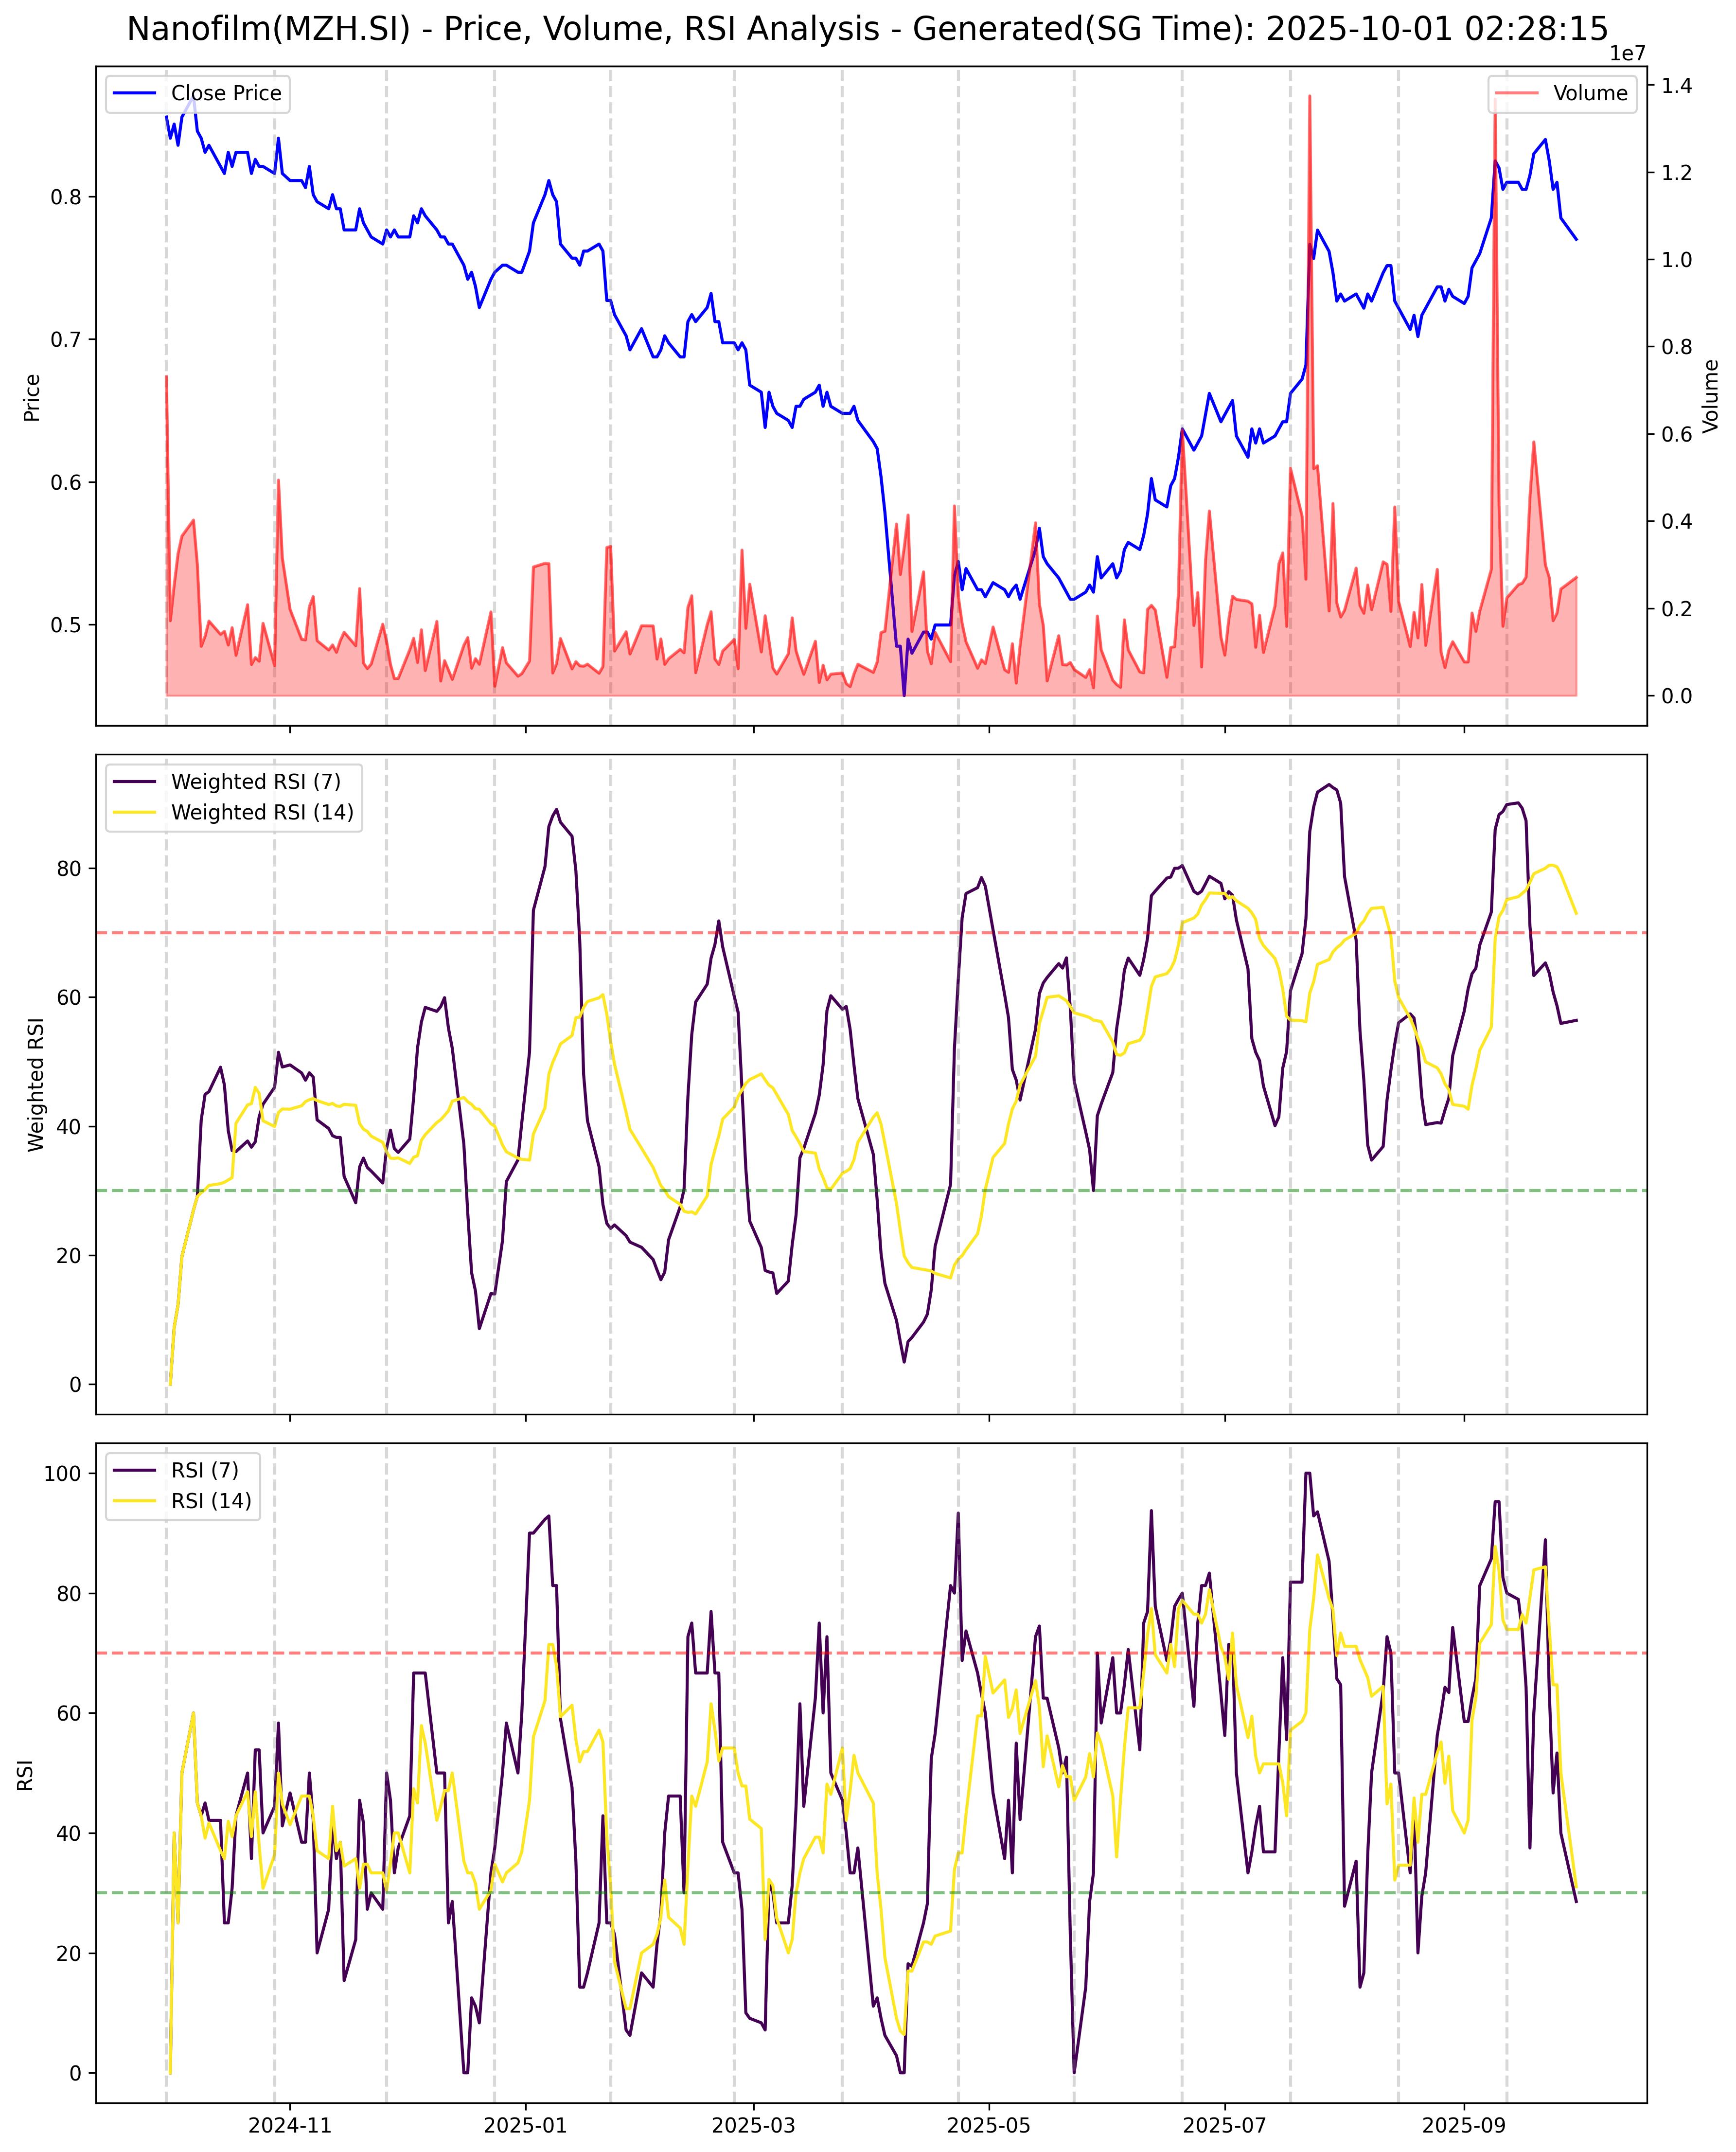 Nanofilm(MZH.SI) - Price, Volume, RSI Analysis - Generated(SG Time): 2025-10-01 02:28:15
1e7
Close Price
Volume
1.4
1.2
1.0
0.8
0.6
0.4
0.2
0.0
Volume
0.8
0.7
0.6
0.5
Price
Weighted RSI (7)
Weighted RSI (14)
80
60
40
20
0
Weighted RSI
RSI (7)
RSI (14)
100
80
60
40
20
0
RSI
2024-11
2025-01
2025-03
2025-05
2025-07
2025-09